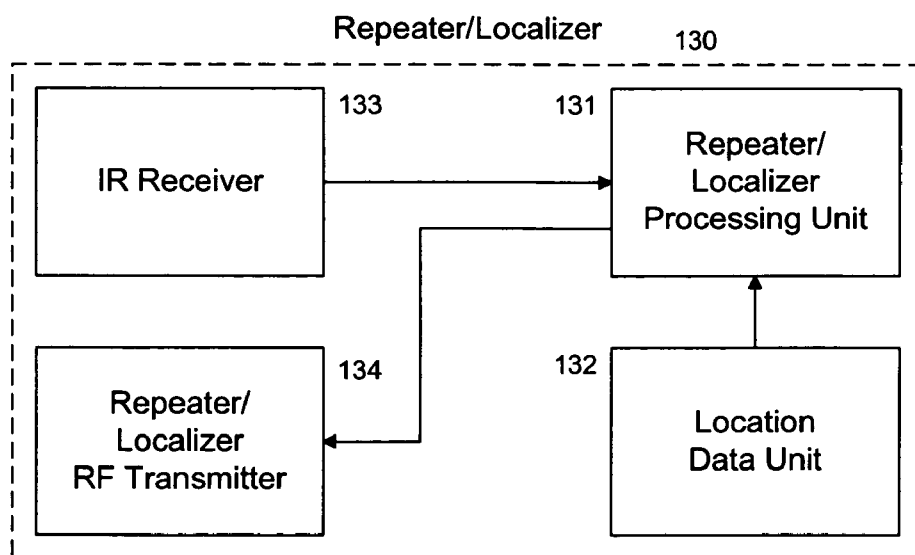 Repeater/Localizer 130
133
IR Receiver
131
Repeater/
Localizer
Processing Unit
134
Repeater/
Localizer
RF Transmitter
132
Location
Data Unit